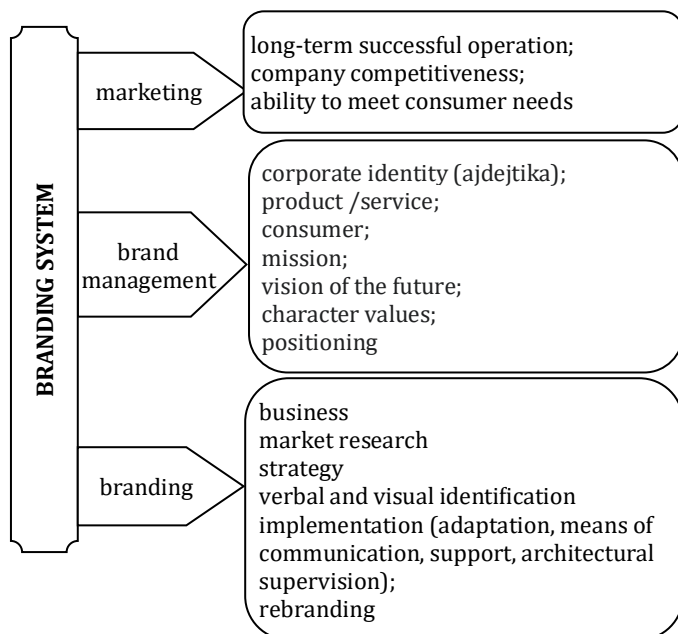 BRANDING SYSTEM
marketing
long-term successful operation;
company competitiveness;
ability to meet consumer needs
brand
management
corporate identity (ajdejtika);
product /service;
consumer;
mission;
vision of the future;
character values;
positioning
branding
business
market research
strategy
verbal and visual identification
implementation (adaptation, means of
communication, support, architectural
supervision);
rebranding